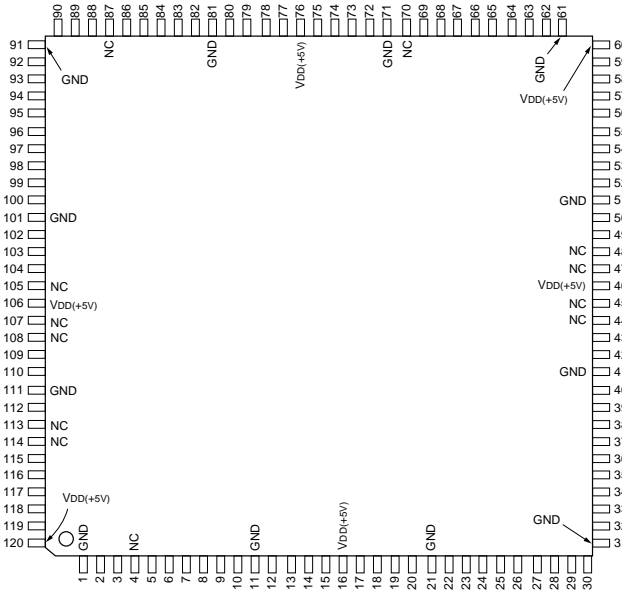 90 89 88 87 86 85 84 83 82 81 80 79 78 77 76 75 74 73 72 71 70 69 68 67 66 65 64 63 62 61
NC GND VDD(+5V) GND NC GND
91 GND VDD(+5V)
92
93
94
95
96
97
98
99
100 GND
101 GND
102
103 NC
104 NC
105 NC VDD(+5V)
106 VDD(+5V) NC
107 NC NC
108 NC
109
110 GND
111 GND
112
113 NC
114 NC
115
116
117
118 VDD(+5V)
119 GND
120
GND NC GND VDD(+5V) GND
1 2 3 4 5 6 7 8 9 10 11 12 13 14 15 16 17 18 19 20 21 22 23 24 25 26 27 28 29 30